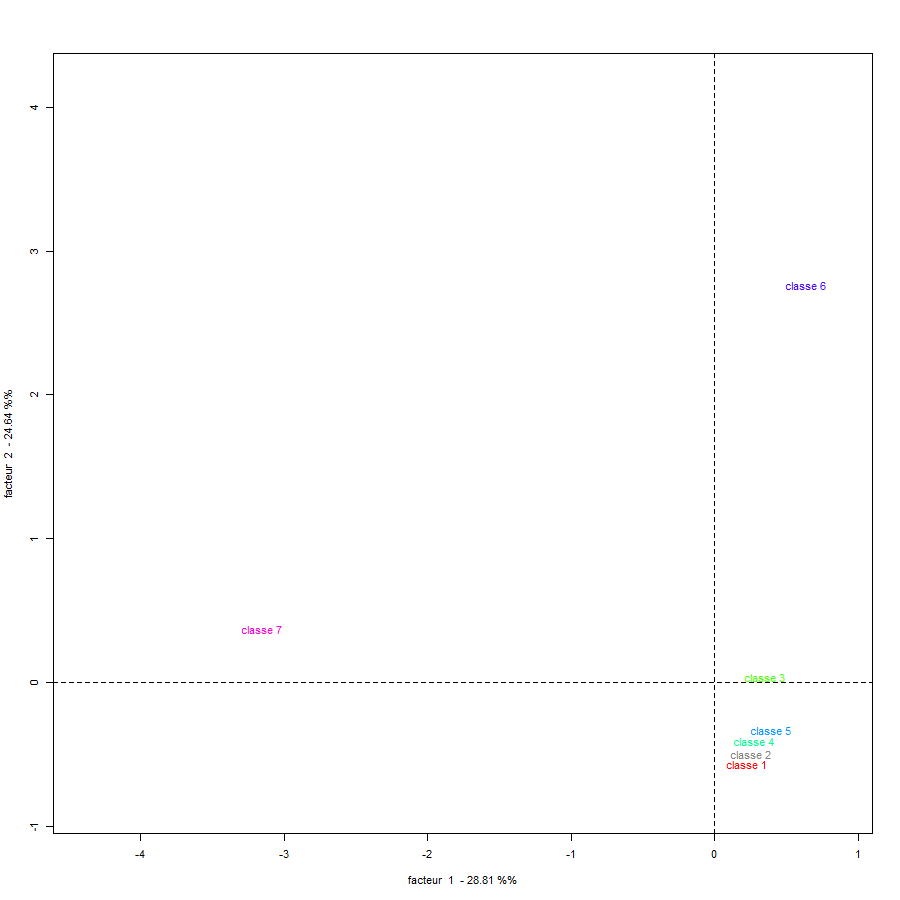 4
3
2
1
0
-1
facteur 2 - 24.64 %%
classe 6
classe 7
classe 3
classe 5
classe 4
classe 2
classe 1
-4
-3
-2
-1
0
1
facteur 1 - 28.81 %%